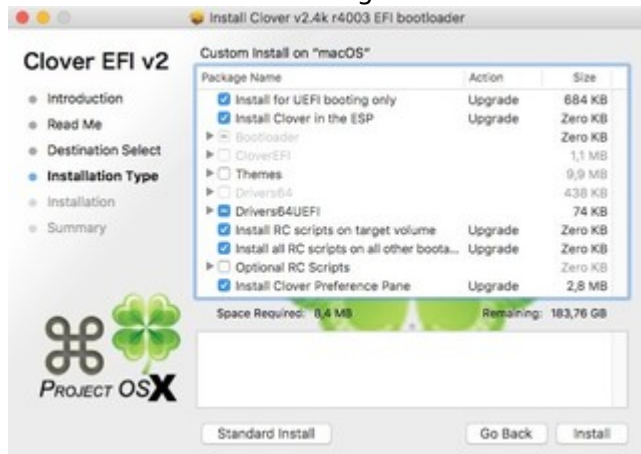 Install Clover v2.4k r4003 EFI bootloader
Clover EFI v2
Introduction
Read Me
Destination Select
Installation Type
Installation
Summary
PROJECT OSX
Custom Install on "macOS"
Package Name Action Size
Install for UEFI booting only Upgrade 684 KB
Install Clover in the ESP Upgrade Zero KB
Bootloader Zero KB
CloverEFI 1,1 MB
Themes 9,9 MB
Drivers64 438 KB
Drivers64UEFI 74 KB
Install RC scripts on target volume Upgrade Zero KB
Install all RC scripts on all other boota... Upgrade Zero KB
Optional RC Scripts Zero KB
Install Clover Preference Pane Upgrade 2,8 MB
Space Required: 8,4 MB Remaining: 183,76 GB
Standard Install Go Back Install